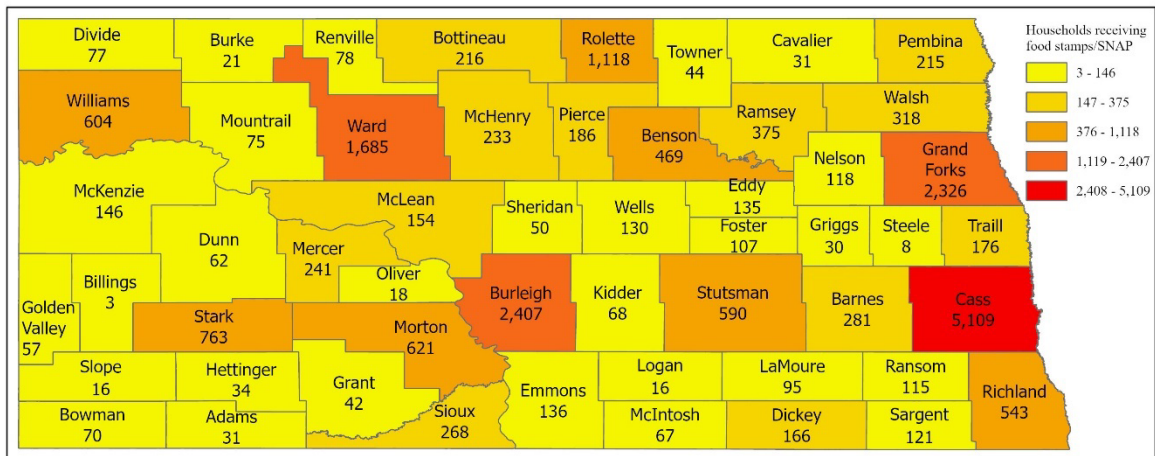 Divide
77
Burke
21
Renville
78
Bottineau
216
Rolette
1,118
Towner
44
Cavalier
31
Pembina
215
Households receiving
food stamps/SNAP
3 - 146
147 - 375
376 - 1,118
1,119 - 2,407
2,408 - 5,109
Williams
604
Mountrail
75
Ward
1,685
McHenry
233
Pierce
186
Benson
469
Ramsey
375
Walsh
318
Nelson
118
Grand
Forks
2,326
McKenzie
146
Dunn
62
McLean
154
Mercer
241
Oliver
18
Sheridan
50
Wells
130
Eddy
135
Foster
107
Griggs
30
Steele
8
Traill
176
Golden
Valley
57
Billings
3
Stark
763
Morton
621
Burleigh
2,407
Kidder
68
Stutsman
590
Barnes
281
Cass
5,109
Slope
16
Hettinger
34
Grant
42
Emmons
136
Logan
16
LaMoure
95
Ransom
115
Richland
543
Bowman
70
Adams
31
Sioux
268
McIntosh
67
Dickey
166
Sargent
121